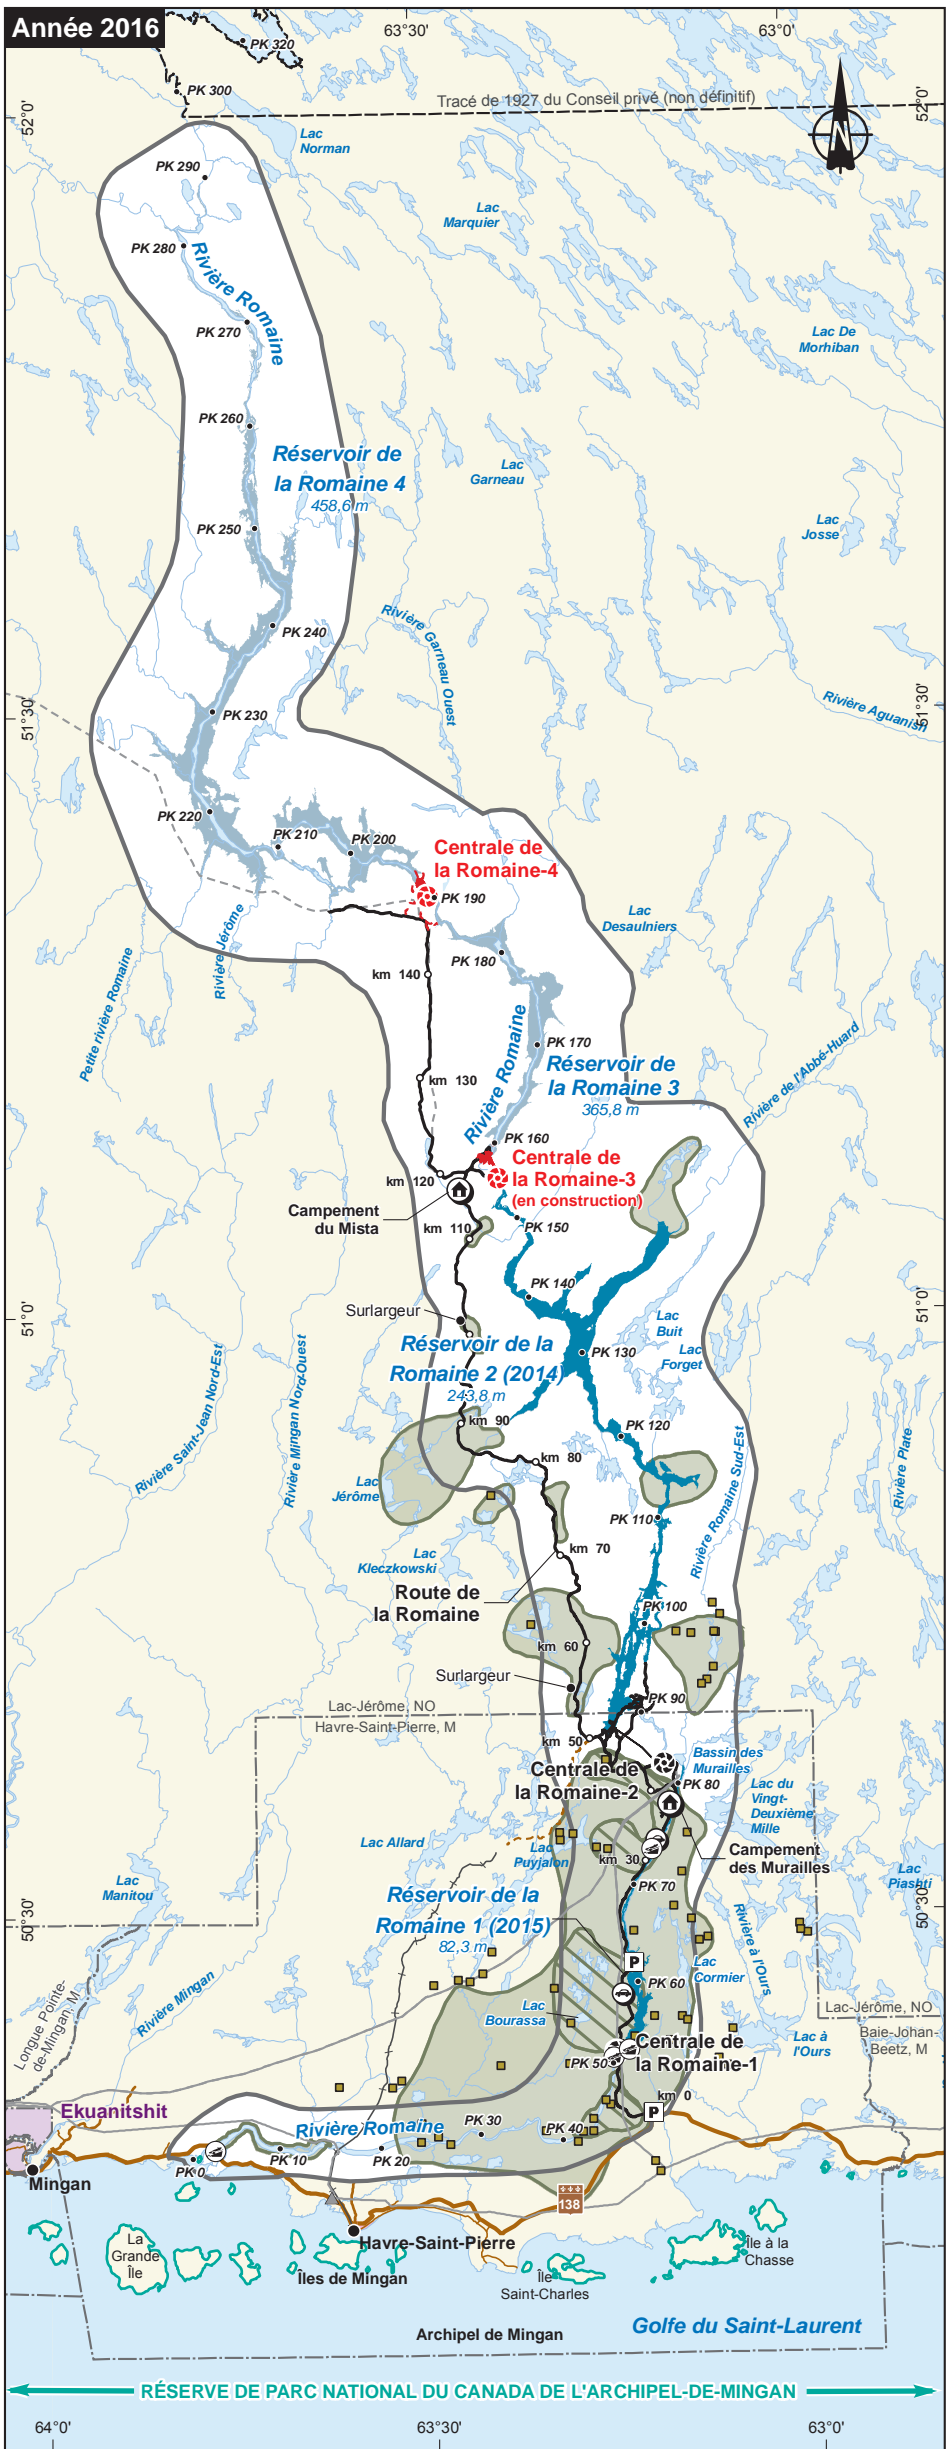 Année 2016
63°30'
63°0'
PK 320
PK 300
52°0'
Tracé de 1927 du Conseil privé (non définitif)
52°0'
Lac
Norman
N
PK 290
Lac
Marquier
PK 280
Rivière Romaine
PK 270
Lac De
Morhiban
PK 260
Réservoir de
la Romaine 4
458,6 m
Lac
Garneau
PK 250
Lac
Josse
Rivière Garneau Ouest
PK 240
51°30'
PK 230
Rivière Aguanish
51°30'
PK 220
PK 210
PK 200
Centrale de
la Romaine-4
PK 190
Lac
Desaulniers
Petite rivière Romaine
Rivière Jérôme
km 140
PK 180
Rivière Romaine
PK 170
Réservoir de
la Romaine 3
365,8 m
km 130
Rivière de l'Abbé-Huard
PK 160
Centrale de
la Romaine-3
(en construction)
km 120
Campement
du Mista
km 110
PK 150
PK 140
51°0'
Surlargeur
Lac
Buit
51°0'
Réservoir de la
Romaine 2 (2014)
243,8 m
PK 130
Lac
Forget
Rivière Saint-Jean Nord-Est
Rivière Mingan Nord-Ouest
km 90
PK 120
Rivière Romaine Sud-Est
Rivière Plate
km 80
Lac
Jérôme
PK 110
km 70
Lac
Kleczkowski
Route de
la Romaine
PK 100
km 60
Surlargeur
PK 90
Lac-Jérôme, NO
Havre-Saint-Pierre, M
km 50
Bassin des
Murailles
Centrale de
la Romaine-2
PK 80
Lac du
Vingt-
Deuxième
Mille
Lac Allard
Lac
Puyjalon
km 30
Campement
des Murailles
Lac
Manitou
Lac
Piashti
50°30'
PK 70
Réservoir de la
Romaine 1 (2015)
82,3 m
50°30'
Rivière à l'Ours
P
Lac
Cormier
PK 60
Longue-Pointe-
de-Mingan, M
Rivière Mingan
Lac
Bourassa
Lac-Jérôme, NO
Baie-Johan-
Beetz, M
Lac à
l'Ours
Centrale de
la Romaine-1
PK 50
km 0
P
Ekuanitshit
Rivière Romaine
PK 30
PK 40
PK 0
PK 10
PK 20
Mingan
138
Havre-Saint-Pierre
La
Grande
Île
Îles de Mingan
Île
Saint-Charles
Île à la
Chasse
Golfe du Saint-Laurent
Archipel de Mingan
RÉSERVE DE PARC NATIONAL DU CANADA DE L'ARCHIPEL-DE-MINGAN
64°0'
63°30'
63°0'